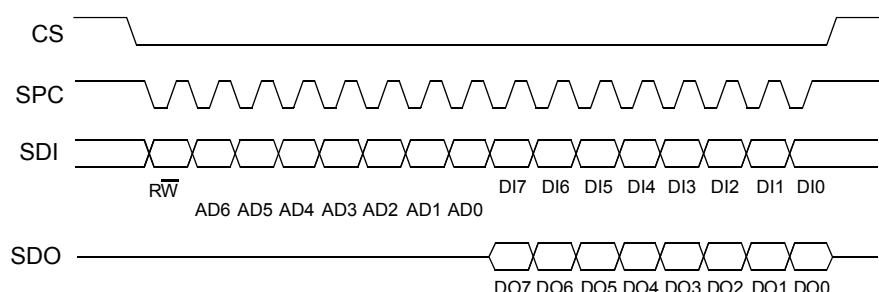 CS
SPC
SDI
RW̅ DI7 DI6 DI5 DI4 DI3 DI2 DI1 DI0
AD6 AD5 AD4 AD3 AD2 AD1 AD0
SDO
DO7 DO6 DO5 DO4 DO3 DO2 DO1 DO0